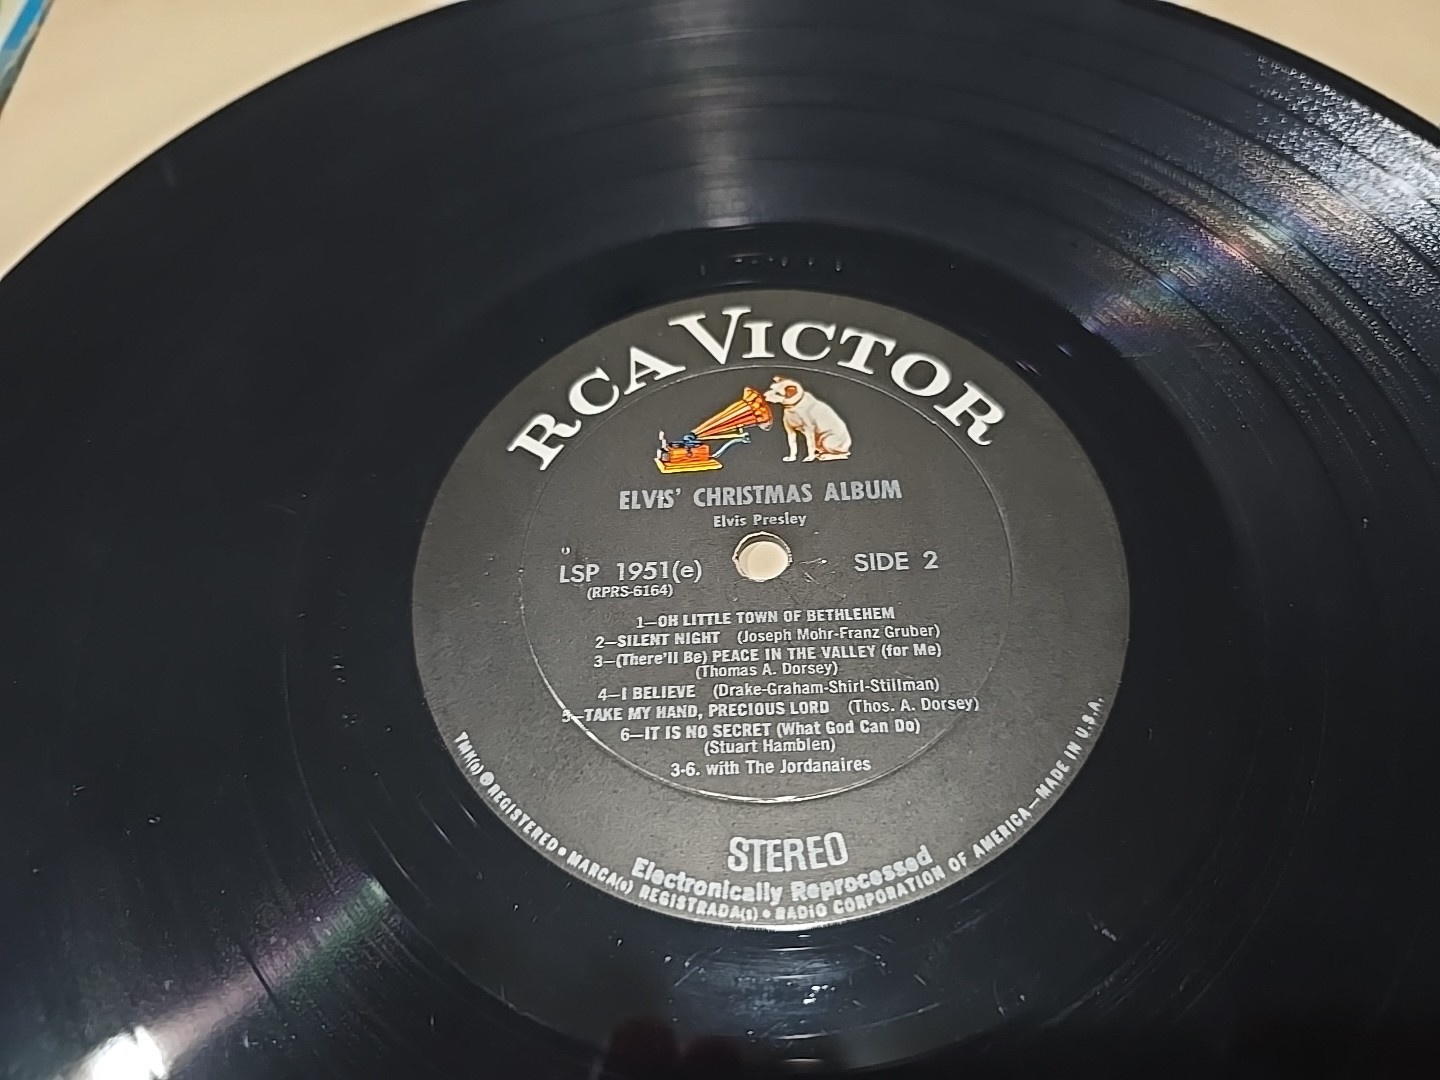 RCA VICTOR
ELVIS' CHRISTMAS ALBUM
Elvis Presley
LSP 1951(e)
SIDE 2
(RPRS-6164)
1—OH LITTLE TOWN OF BETHLEHEM
2—SILENT NIGHT (Joseph Mohr-Franz Gruber)
3—(There'll Be) PEACE IN THE VALLEY (for Me)
(Thomas A. Dorsey)
4—I BELIEVE (Drake-Graham-Shirl-Stillman)
5—TAKE MY HAND, PRECIOUS LORD (Thos. A. Dorsey)
6—IT IS NO SECRET (What God Can Do)
(Stuart Hamblen)
3-6. with The Jordanaires
STEREO
Electronically Reprocessed
TMK(s) ® REGISTERED • MARCA(s) REGISTRADA(s) • RADIO CORPORATION OF AMERICA—MADE IN U.S.A.